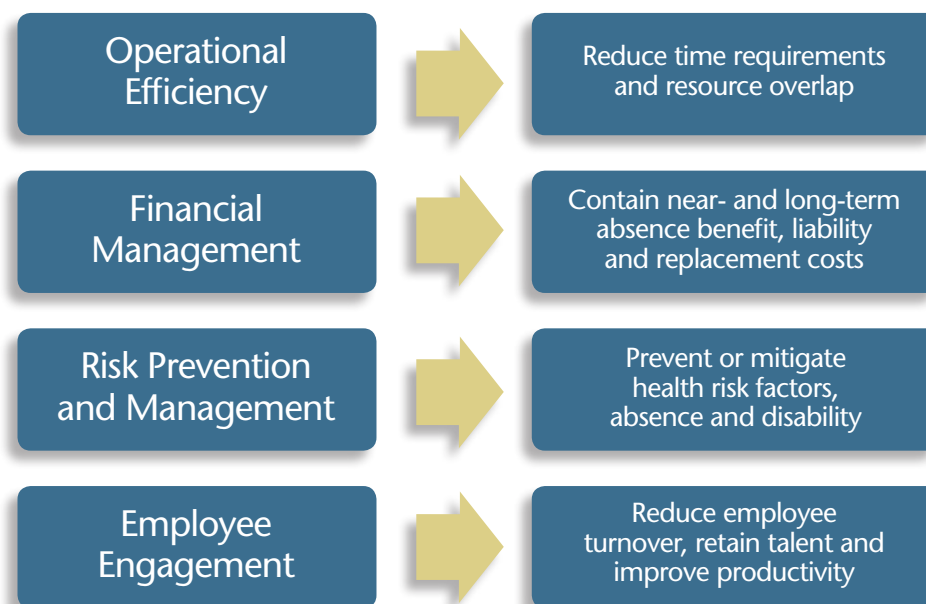 Operational
Efficiency
Reduce time requirements
and resource overlap
Financial
Management
Contain near- and long-term
absence benefit, liability
and replacement costs
Risk Prevention
and Management
Prevent or mitigate
health risk factors,
absence and disability
Employee
Engagement
Reduce employee
turnover, retain talent and
improve productivity